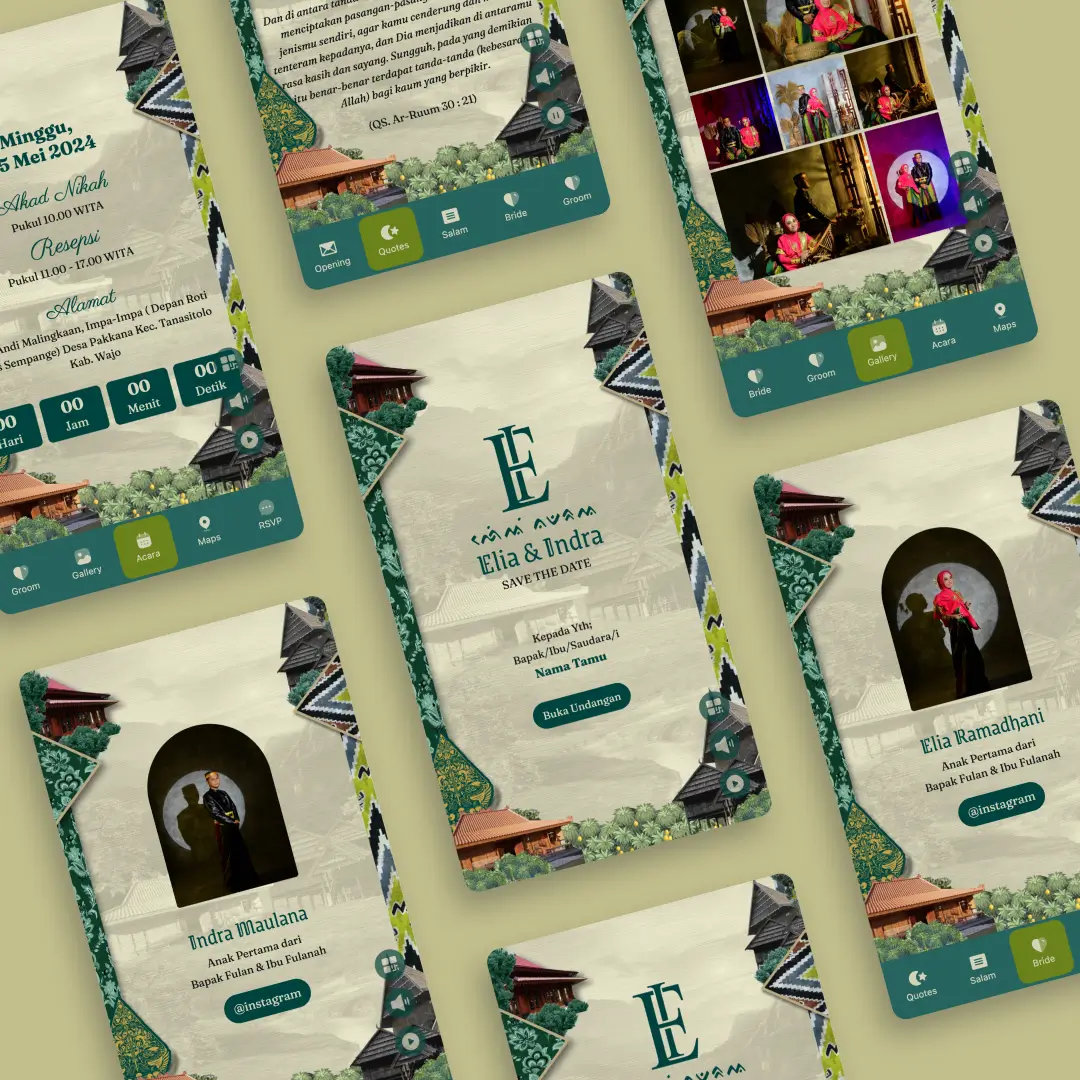 Minggu,
5 Mei 2024
Akad Nikah
Pukul 10.00 WITA
Resepsi
Pukul 11.00 - 17.00 WITA
Alamat
Andi Malingkaan, Impa-Impa ( Depan Roti
Sempange) Desa Pakkana Kec. Tanasitolo
Kab. Wajo
00
Hari
00
Jam
00
Menit
00
Detik
Groom
Gallery
Acara
Maps
RSVP
Dan di antara
menciptakan
jenismu sendiri, agar kamu cenderung dan
tenteram kepadanya, dan Dia menjadikan di antaramu
rasa kasih dan sayang. Sungguh, pada yang demikian
itu benar-benar terdapat tanda-tanda (kebesaran
Allah) bagi kaum yang berpikir.
(QS. Ar-Ruum 30 : 21)
Opening
Quotes
Salam
Bride
Groom
Bride
Groom
Gallery
Acara
Maps
Elia & Indra
SAVE THE DATE
Kepada Yth;
Bapak/Ibu/Saudara/i
Nama Tamu
Buka Undangan
Elia Ramadhani
Anak Pertama dari
Bapak Fulan & Ibu Fulanah
@instagram
Quotes
Salam
Bride
Indra Maulana
Anak Pertama dari
Bapak Fulan & Ibu Fulanah
@instagram